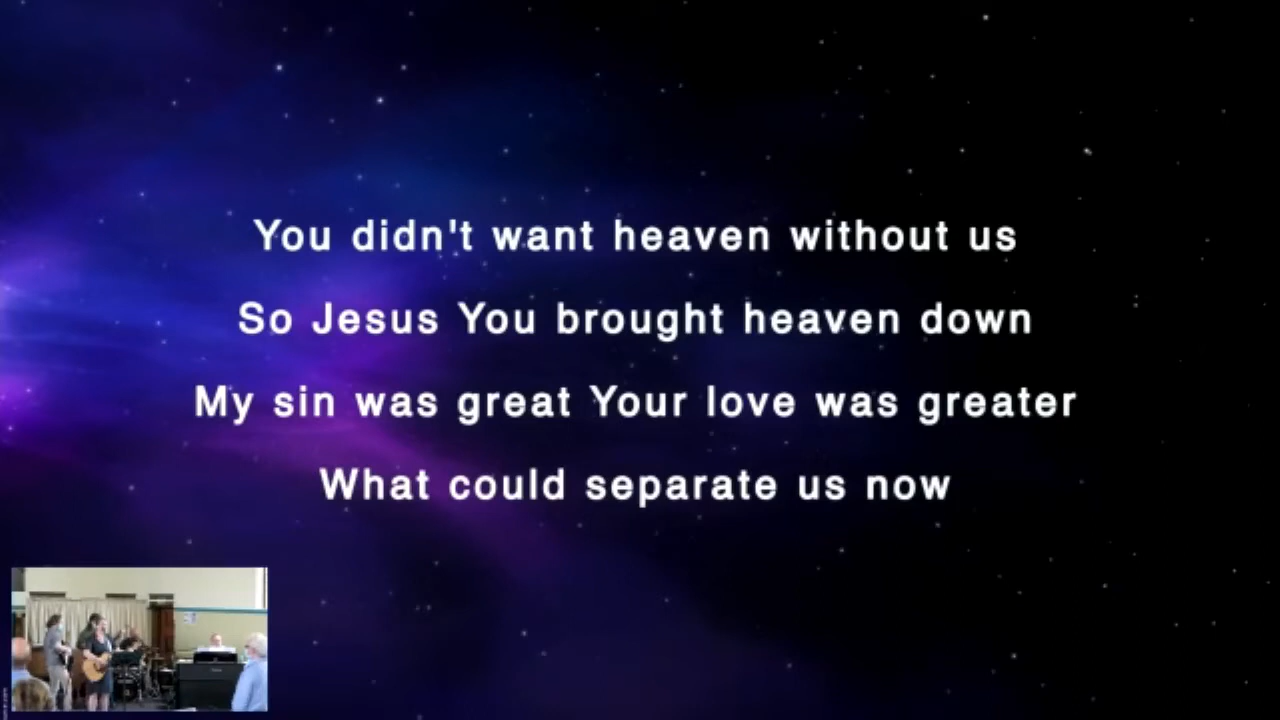 You didn't want heaven without us
So Jesus You brought heaven down
My sin was great Your love was greater
What could separate us now